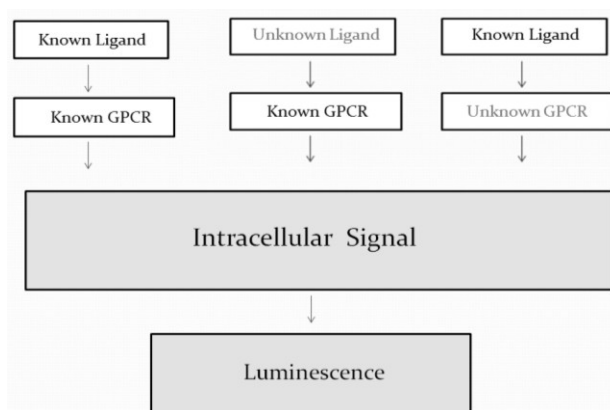 Known Ligand
Unknown Ligand
Known Ligand
Known GPCR
Known GPCR
Unknown GPCR
Intracellular Signal
Luminescence